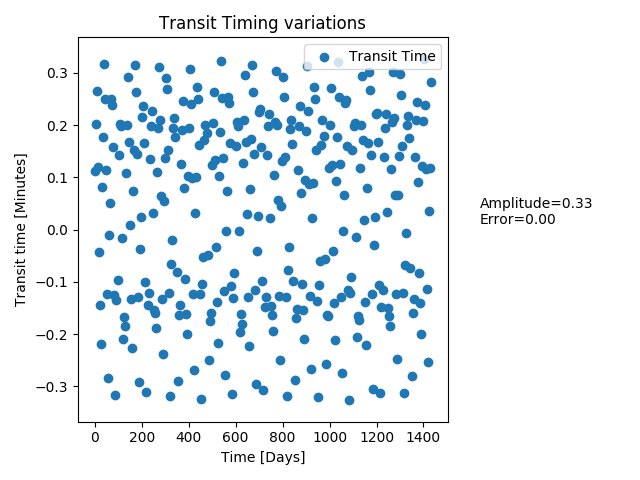 Transit Timing variations
Transit Time
Transit time [Minutes]
0.3
0.2
0.1
0.0
−0.1
−0.2
−0.3
0 200 400 600 800 1000 1200 1400
Time [Days]
Amplitude=0.33
Error=0.00